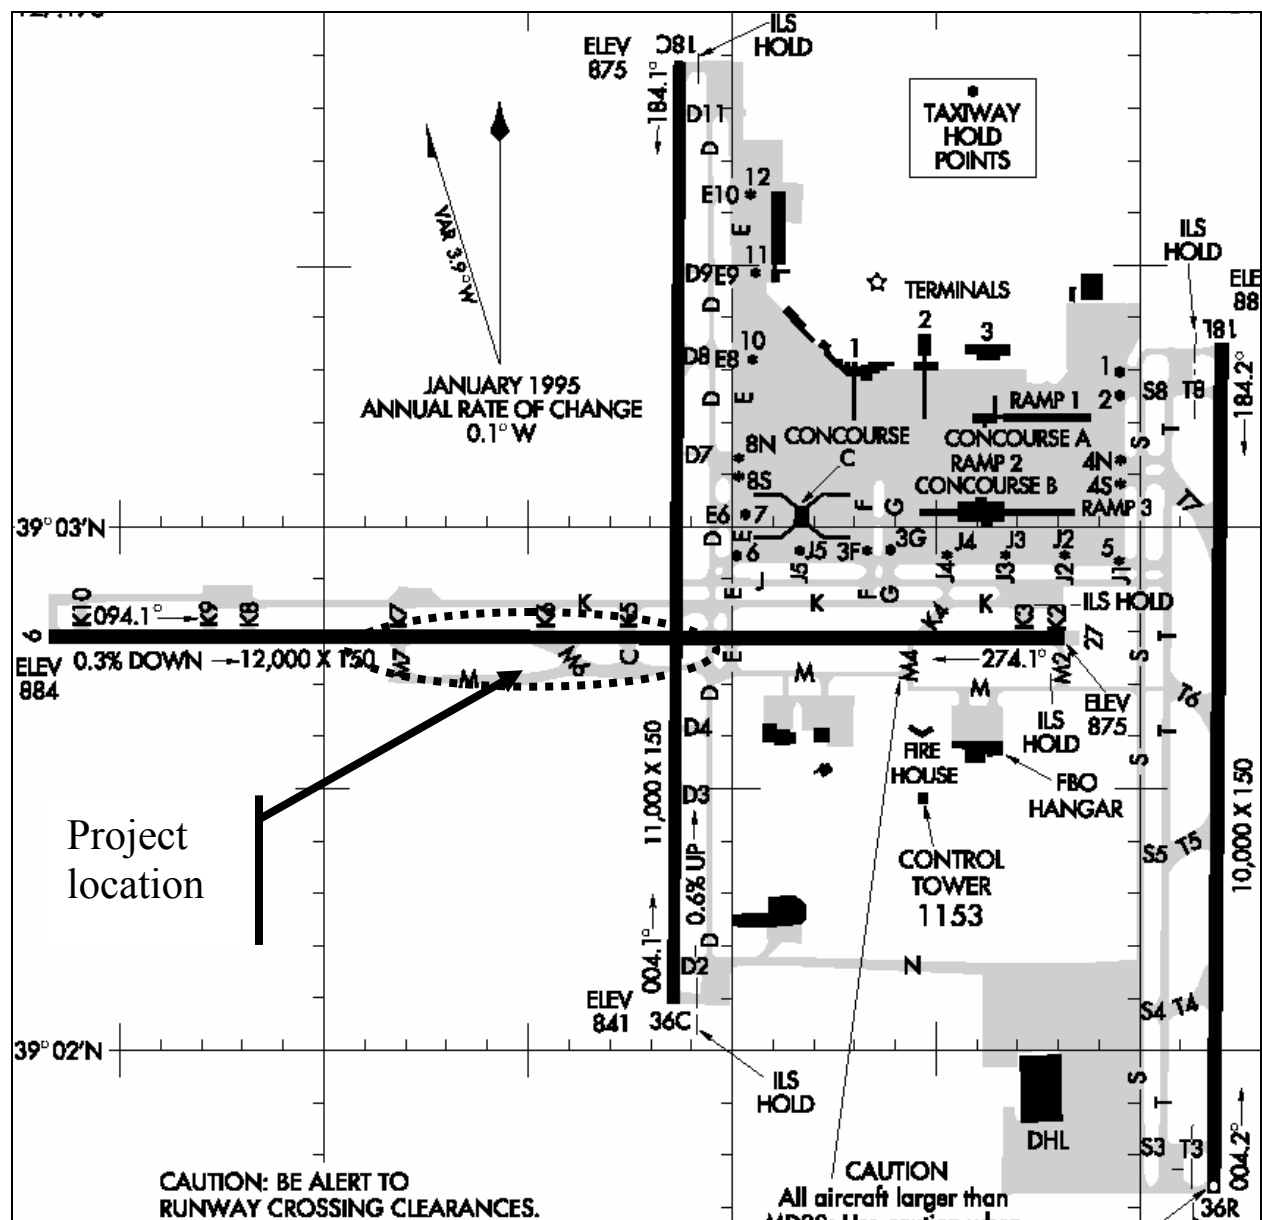 18C
ILS
HOLD
ELEV
875
184.1°
D11
D
TAXIWAY
HOLD
POINTS
12
E10
E
VAR 3.9° W
ILS
HOLD
11
D9
E9
D
TERMINALS
ELE
88
18L
2
3
1
10
D8
E8
1
JANUARY 1995
ANNUAL RATE OF CHANGE
0.1° W
D
E
RAMP 1
2
S8
T8
184.2°
8N
CONCOURSE
C
CONCOURSE A
S
T
D7
RAMP 2
4N
8S
CONCOURSE B
4S
T7
F
G
RAMP 3
39° 03'N
E6
7
D
E
6
J5
3F
3G
J4
J3
J2
5
J
J5
J4
J3
J2
J1
E
F
G
K10
094.1°
K9
K8
K7
K6
K
K5
K
K4
K
K3
K2
ILS HOLD
6
27
T
ELEV
884
0.3% DOWN
12,000 X 150
M7
M
M6
C
E
M
M4
274.1°
M2
S
D
M
T6
ELEV
875
D4
ILS
HOLD
T
FIRE
HOUSE
FBO
HANGAR
S
11,000 X 150
D3
10,000 X 150
Project
location
0.6% UP
CONTROL
TOWER
1153
S5
T5
004.1°
D
D2
N
ELEV
841
36C
S4
T4
39° 02'N
ILS
HOLD
S
T
DHL
S3
T3
004.2°
CAUTION: BE ALERT TO
RUNWAY CROSSING CLEARANCES.
CAUTION
All aircraft larger than
36R